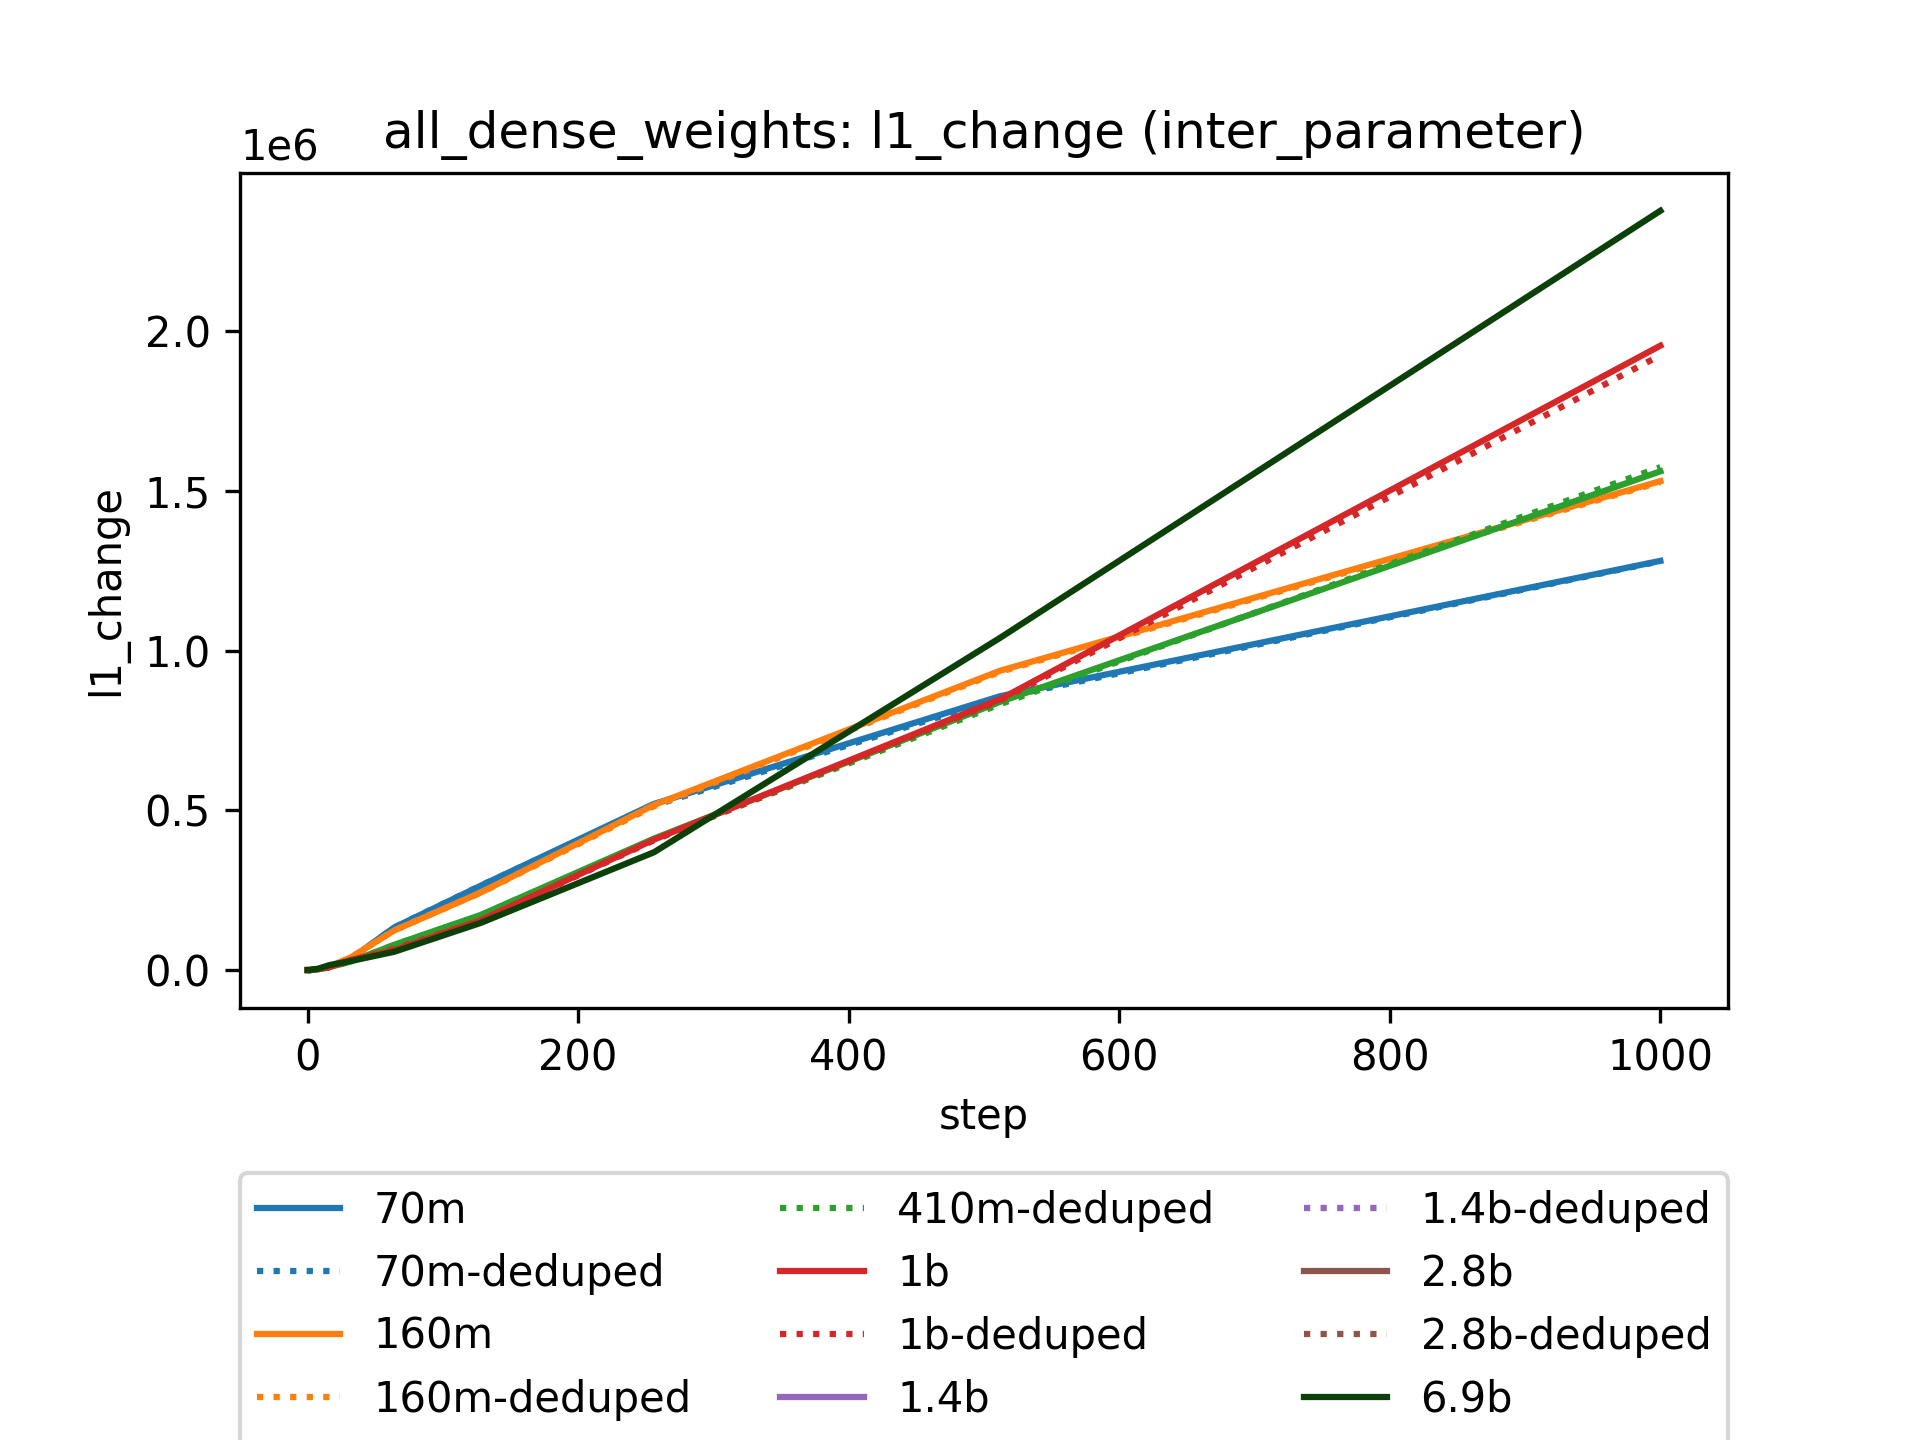 all_dense_weights: l1_change (inter_parameter)
1e6
2.0
1.5
1.0
0.5
0.0
l1_change
0 200 400 600 800 1000
step
70m
70m-deduped
160m
160m-deduped
410m-deduped
1b
1b-deduped
1.4b
1.4b-deduped
2.8b
2.8b-deduped
6.9b